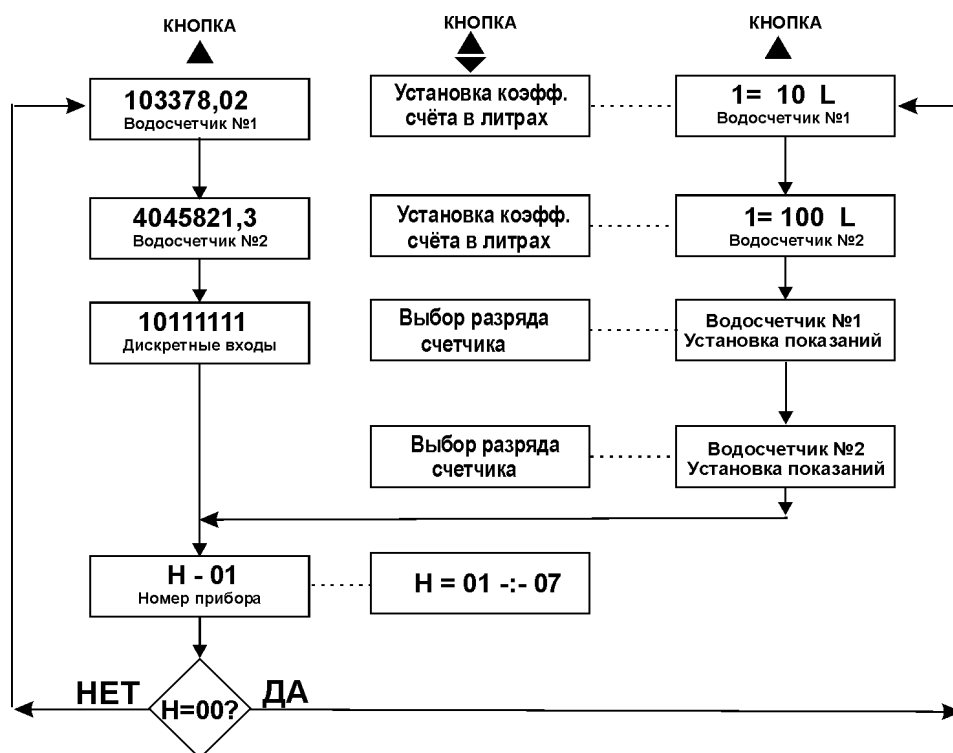 КНОПКА
КНОПКА
КНОПКА
103378,02
Водосчетчик №1
Установка коэфф.
счёта в литрах
1= 10 L
Водосчетчик №1
4045821,3
Водосчетчик №2
Установка коэфф.
счёта в литрах
1= 100 L
Водосчетчик №2
10111111
Дискретные входы
Выбор разряда
счетчика
Водосчетчик №1
Установка показаний
Выбор разряда
счетчика
Водосчетчик №2
Установка показаний
Н - 01
Номер прибора
Н = 01 -:- 07
НЕТ
Н=00?
ДА